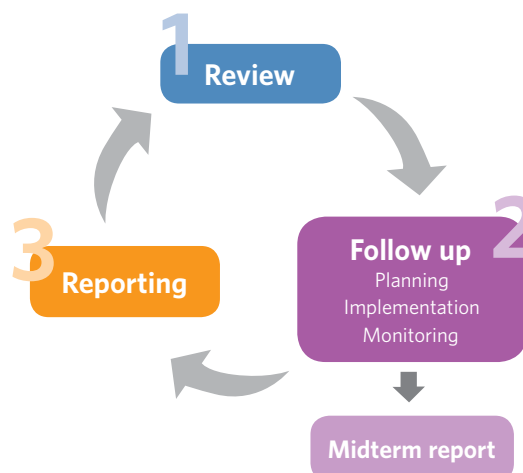 1
Review
2
Follow up
Planning
Implementation
Monitoring
3
Reporting
Midterm report